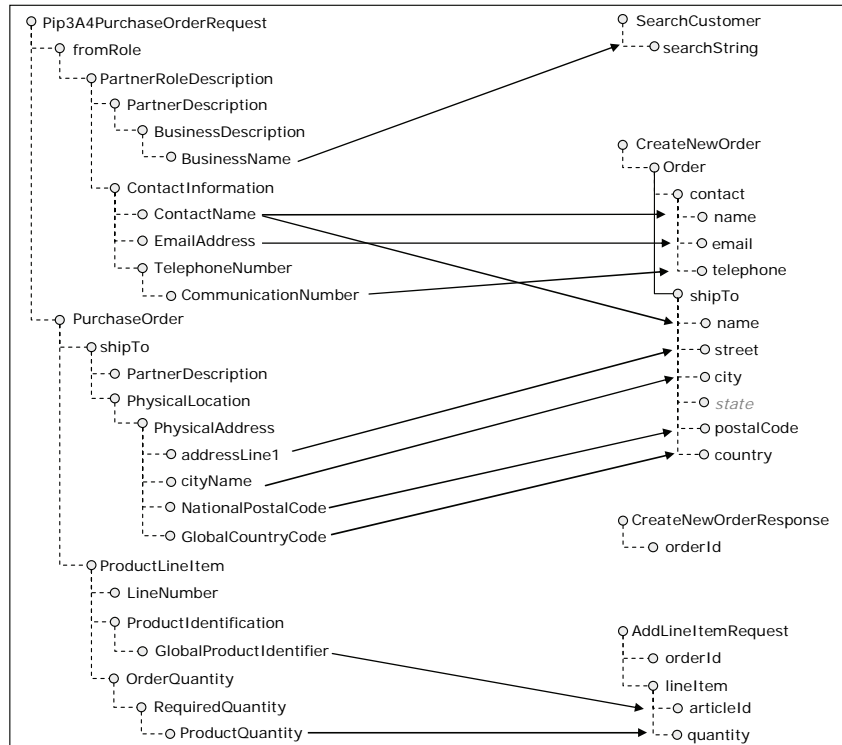 Pip3A4PurchaseOrderRequest
fromRole
PartnerRoleDescription
PartnerDescription
BusinessDescription
BusinessName
ContactInformation
ContactName
EmailAddress
TelephoneNumber
CommunicationNumber
PurchaseOrder
shipTo
PartnerDescription
PhysicalLocation
PhysicalAddress
addressLine1
cityName
NationalPostalCode
GlobalCountryCode
ProductLineItem
LineNumber
ProductIdentification
GlobalProductIdentifier
OrderQuantity
RequiredQuantity
ProductQuantity
SearchCustomer
searchString
CreateNewOrder
Order
contact
name
email
telephone
shipTo
name
street
city
state
postalCode
country
CreateNewOrderResponse
orderId
AddLineItemRequest
orderId
lineItem
articleId
quantity